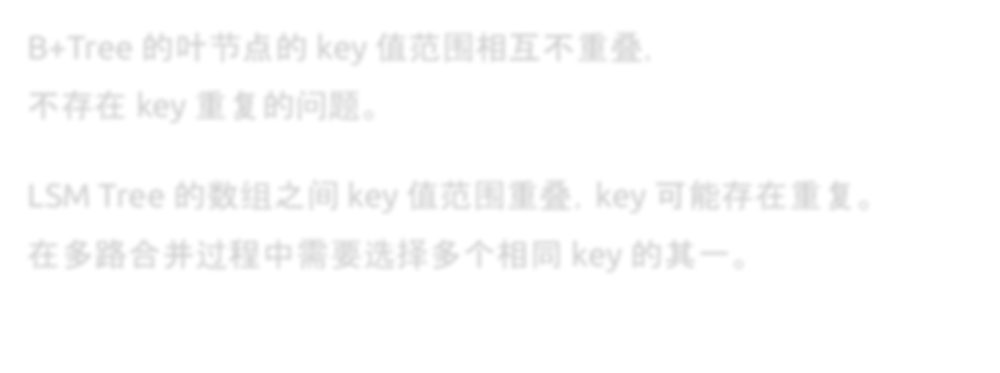 B+Tree 的叶节点的 key 值范围相互不重叠,
不存在 key 重复的问题。
LSM Tree 的数组之间 key 值范围重叠, key 可能存在重复。
在多路合并过程中需要选择多个相同 key 的其一。